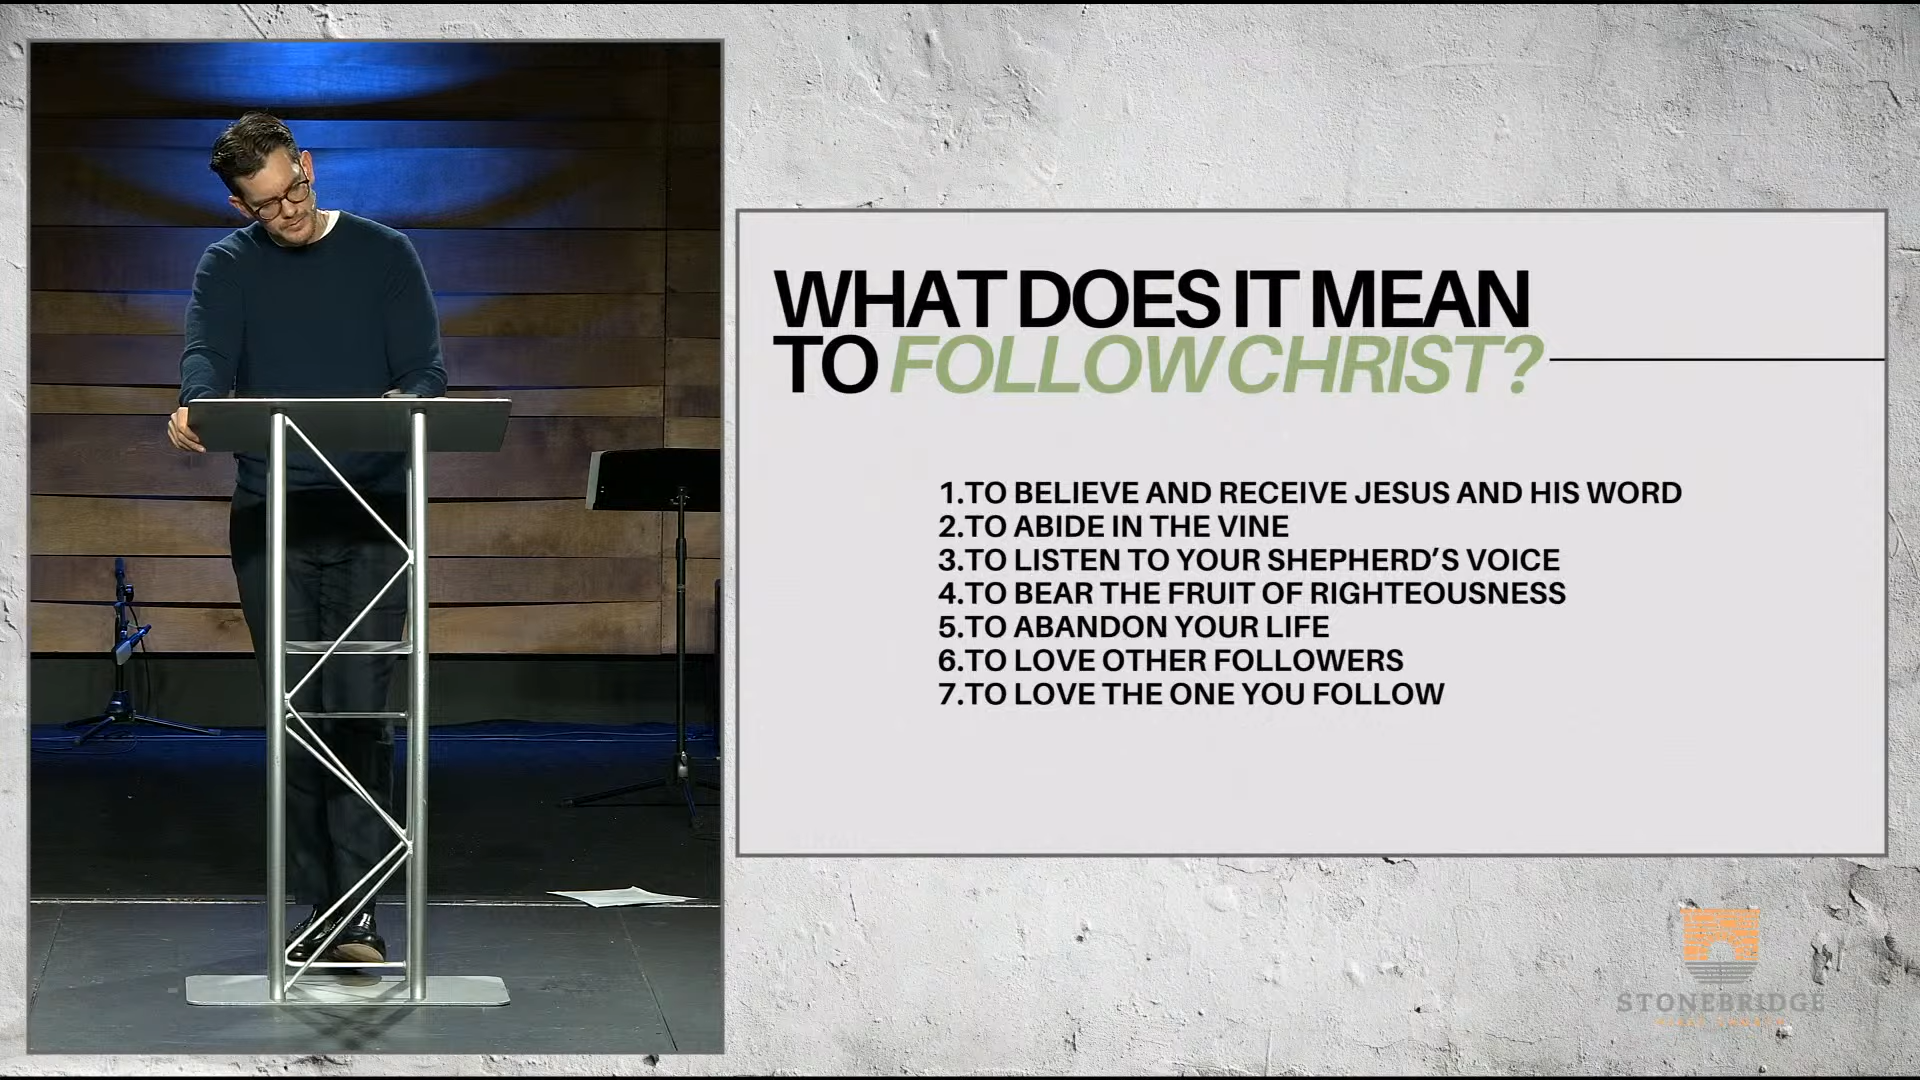 WHAT DOES IT MEAN
TO FOLLOW CHRIST?
1.TO BELIEVE AND RECEIVE JESUS AND HIS WORD
2.TO ABIDE IN THE VINE
3.TO LISTEN TO YOUR SHEPHERD’S VOICE
4.TO BEAR THE FRUIT OF RIGHTEOUSNESS
5.TO ABANDON YOUR LIFE
6.TO LOVE OTHER FOLLOWERS
7.TO LOVE THE ONE YOU FOLLOW
STONEBRIDGE